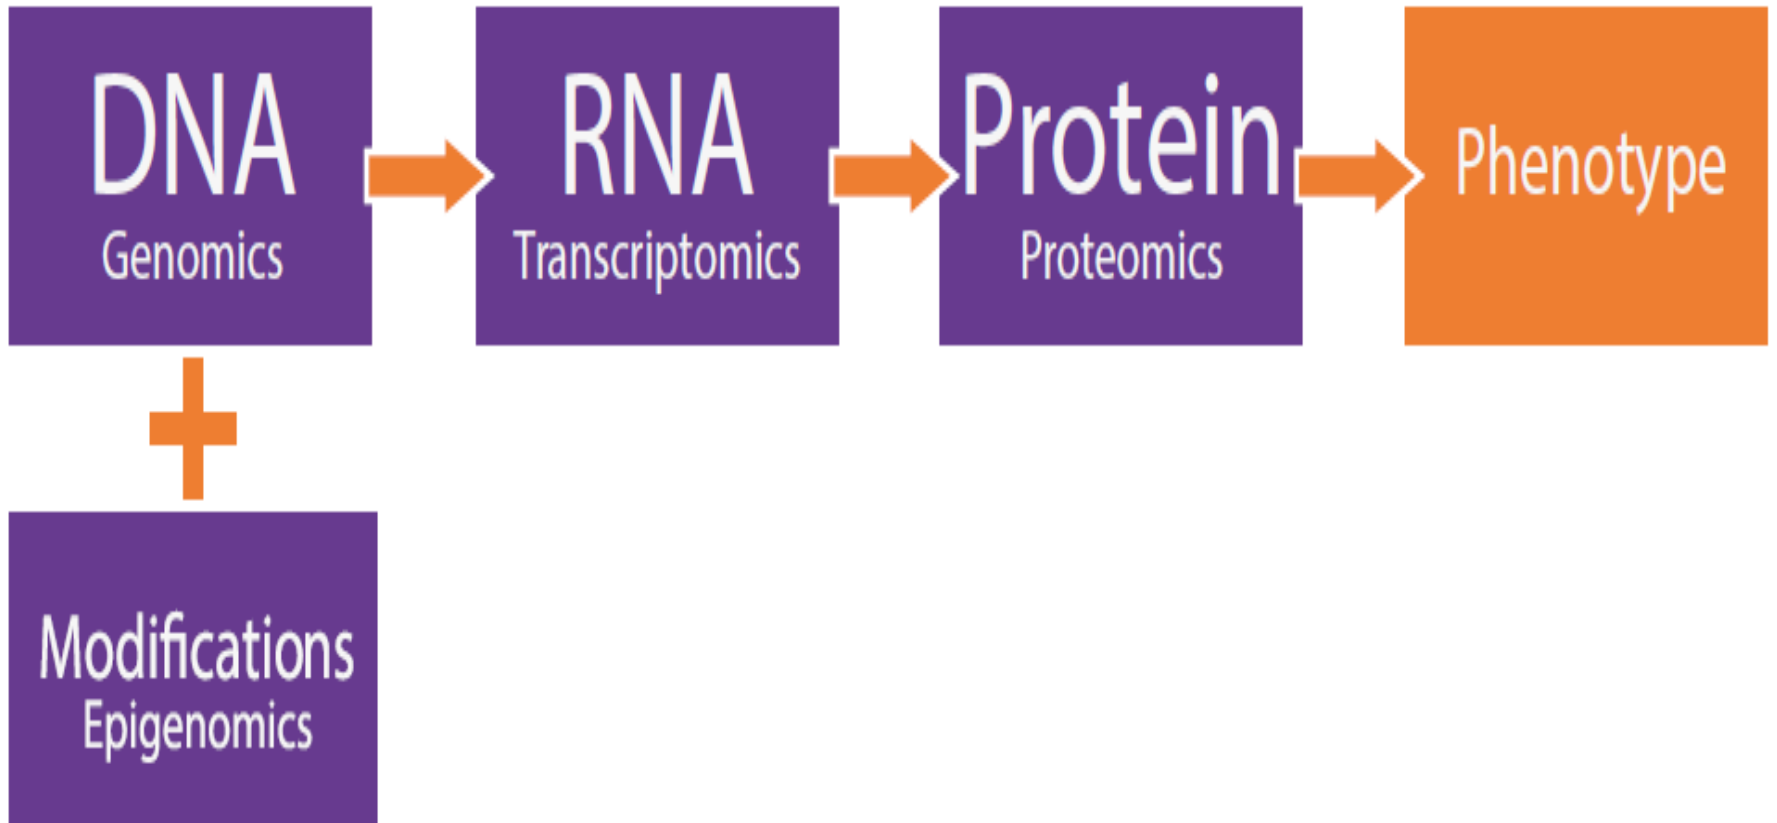 DNA
Genomics
RNA
Transcriptomics
Protein
Proteomics
Phenotype
Modifications
Epigenomics